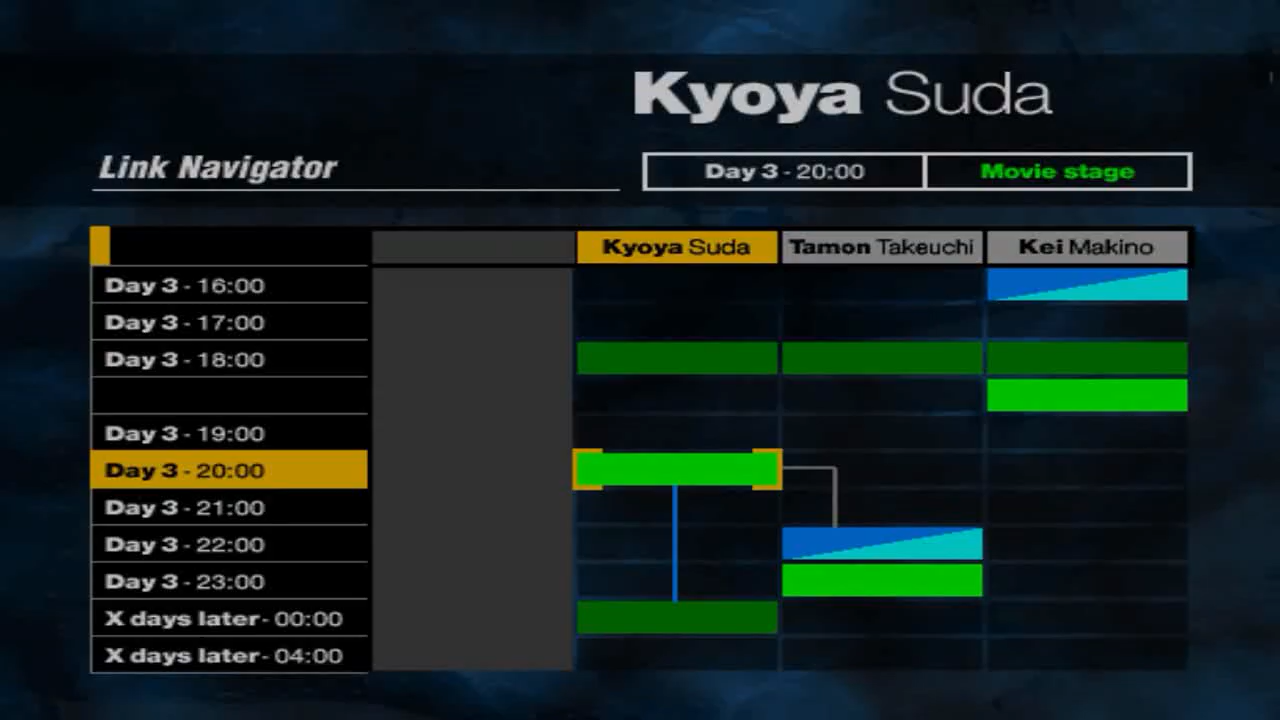 Kyoya Suda
Link Navigator
Day 3 - 20:00 Movie stage
Kyoya Suda Tamon Takeuchi Kei Makino
Day 3 - 16:00
Day 3 - 17:00
Day 3 - 18:00
Day 3 - 19:00
Day 3 - 20:00
Day 3 - 21:00
Day 3 - 22:00
Day 3 - 23:00
X days later- 00:00
X days later- 04:00